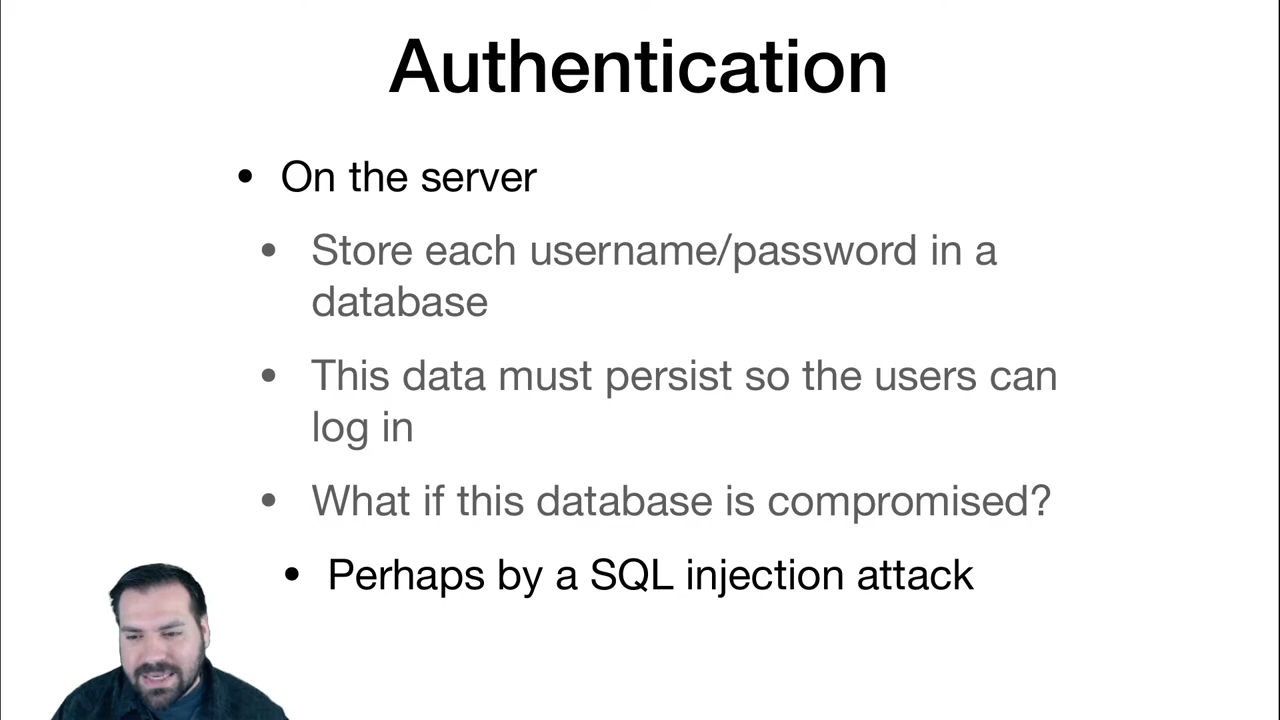 Authentication
• On the server
• Store each username/password in a
database
• This data must persist so the users can
log in
• What if this database is compromised?
• Perhaps by a SQL injection attack